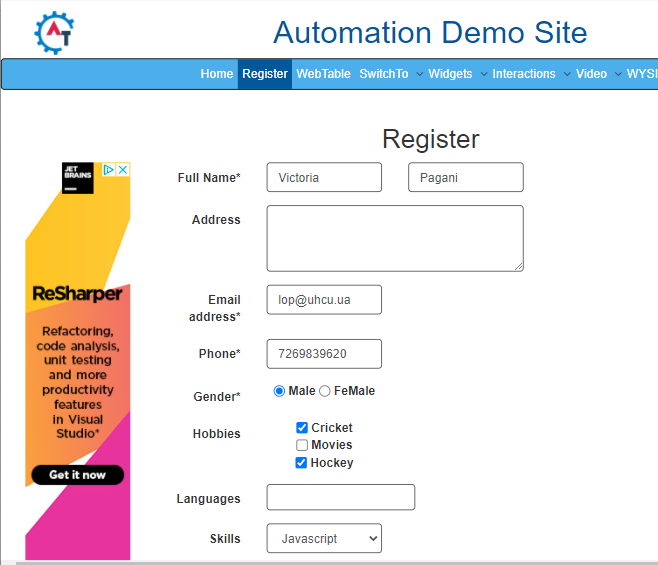 AT
Automation Demo Site
Home Register WebTable SwitchTo Widgets Interactions Video WYSI
Register
JET
BRAINS
Full Name* Victoria Pagani
Address
ReSharper
Email
address* lop@uhcu.ua
Refactoring,
code analysis,
unit testing
and more
productivity
features
in Visual
Studio*
Phone* 7269839620
Gender* Male FeMale
Hobbies Cricket
Movies
Hockey
Get it now
Languages
Skills Javascript